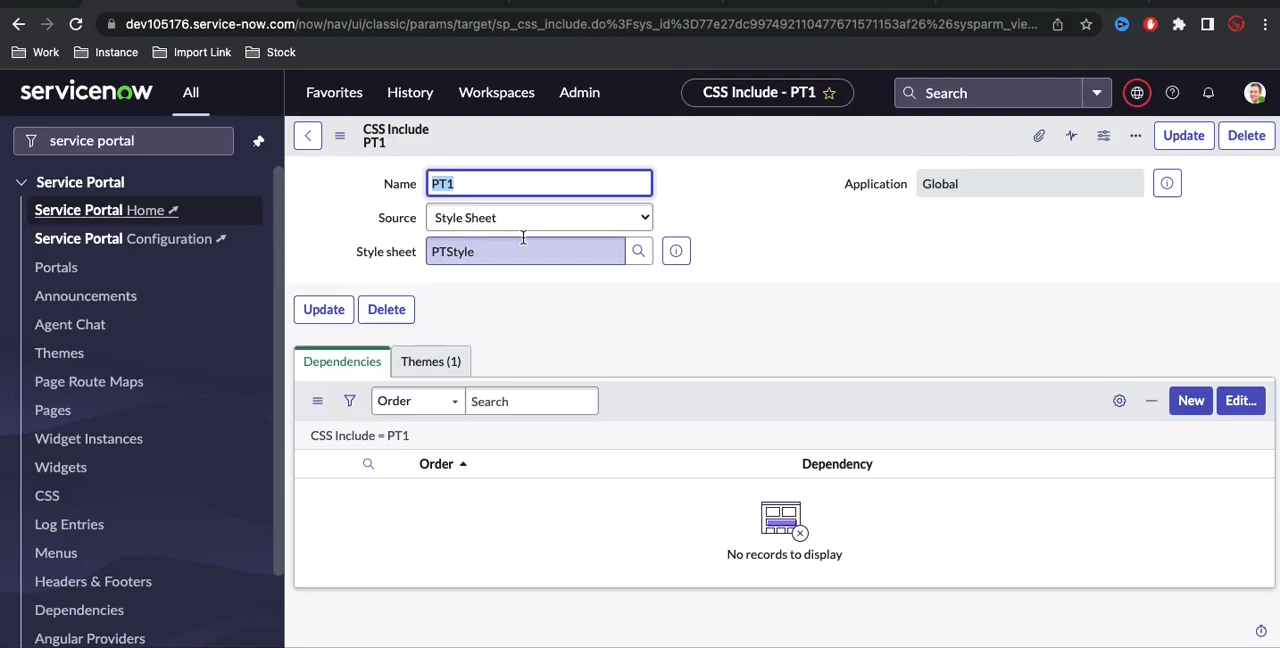 dev105176.service-now.com/now/nav/ui/classic/params/target/sp_css_include.do%3Fsys_id%3D77e27dc997492110477671571153af26%26sysparm_vie...
Work Instance Import Link Stock
servicenow All Favorites History Workspaces Admin CSS Include - PT1 Search
service portal
Service Portal
Service Portal Home
Service Portal Configuration
Portals
Announcements
Agent Chat
Themes
Page Route Maps
Pages
Widget Instances
Widgets
CSS
Log Entries
Menus
Headers & Footers
Dependencies
Angular Providers
CSS Include
PT1
Update Delete
Name PT1 Application Global
Source Style Sheet
Style sheet PTStyle
Update Delete
Dependencies Themes (1)
Order Search New Edit...
CSS Include = PT1
Order Dependency
No records to display